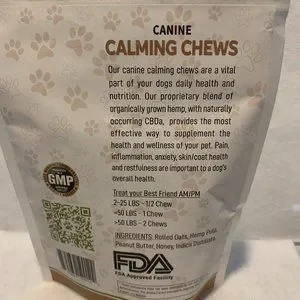 CANINE
CALMING CHEWS
Our canine calming chews are a vital
part of your dogs daily health and
nutrition. Our proprietary blend of
organically grown hemp, with naturally
occurring CBDa, provides the most
effective way to supplement the
health and wellness of your pet. Pain,
inflammation, anxiety, skin/coat health
and restfulness are important to a dog's
overall health.
GMP
Treat your Best Friend AM/PM
2-25 LBS - 1/2 Chew
~50 LBS - 1 Chew
>50 LBS - 2 Chews
INGREDIENTS: Rolled Oats, Hemp Pulp,
Peanut Butter, Honey, Indica Distillate.
FDA
FDA Approved Facility